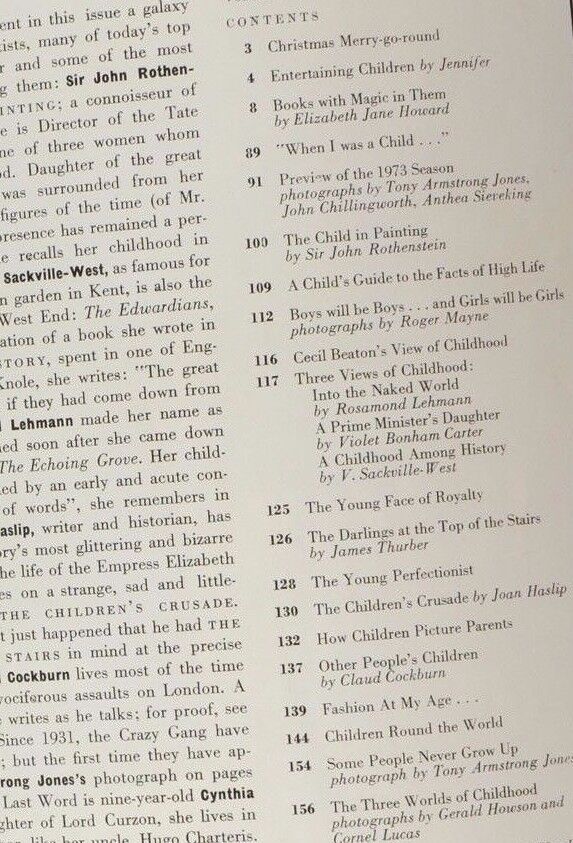 ent in this issue a galaxy
ists, many of today's top
r and some of the most
g them: Sir John Rothen-
INTING; a connoisseur of
e is Director of the Tate
ne of three women whom
od. Daughter of the great
was surrounded from her
figures of the time (of Mr.
presence has remained a per-
e recalls her childhood in
Sackville-West, as famous for
n garden in Kent, is also the
West End: The Edwardians,
ation of a book she wrote in
STORY, spent in one of Eng-
Knole, she writes: "The great
if they had come down from
Lehmann made her name as
ned soon after she came down
The Echoing Grove. Her child-
ed by an early and acute con-
of words", she remembers in
aslip, writer and historian, has
ory's most glittering and bizarre
he life of the Empress Elizabeth
es on a strange, sad and little-
THE CHILDREN'S CRUSADE.
t just happened that he had THE
STAIRS in mind at the precise
Cockburn lives most of the time
vociferous assaults on London. A
writes as he talks; for proof, see
Since 1931, the Crazy Gang have
; but the first time they have ap-
rong Jones's photograph on pages
Last Word is nine-year-old Cynthia
ghter of Lord Curzon, she lives in
her uncle, Hugo Charteris.
CONTENTS
3 Christmas Merry-go-round
4 Entertaining Children by Jennifer
8 Books with Magic in Them
by Elizabeth Jane Howard
89 "When I was a Child . . ."
91 Preview of the 1973 Season
photographs by Tony Armstrong Jones,
John Chillingworth, Anthea Sieveking
100 The Child in Painting
by Sir John Rothenstein
109 A Child's Guide to the Facts of High Life
112 Boys will be Boys . . . and Girls will be Girls
photographs by Roger Mayne
116 Cecil Beaton's View of Childhood
117 Three Views of Childhood:
Into the Naked World
by Rosamond Lehmann
A Prime Minister's Daughter
by Violet Bonham Carter
A Childhood Among History
by V. Sackville-West
125 The Young Face of Royalty
126 The Darlings at the Top of the Stairs
by James Thurber
128 The Young Perfectionist
130 The Children's Crusade by Joan Haslip
132 How Children Picture Parents
137 Other People's Children
by Claud Cockburn
139 Fashion At My Age . . .
144 Children Round the World
154 Some People Never Grow Up
photograph by Tony Armstrong Jones
156 The Three Worlds of Childhood
photographs by Gerald Howson and
Cornel Lucas